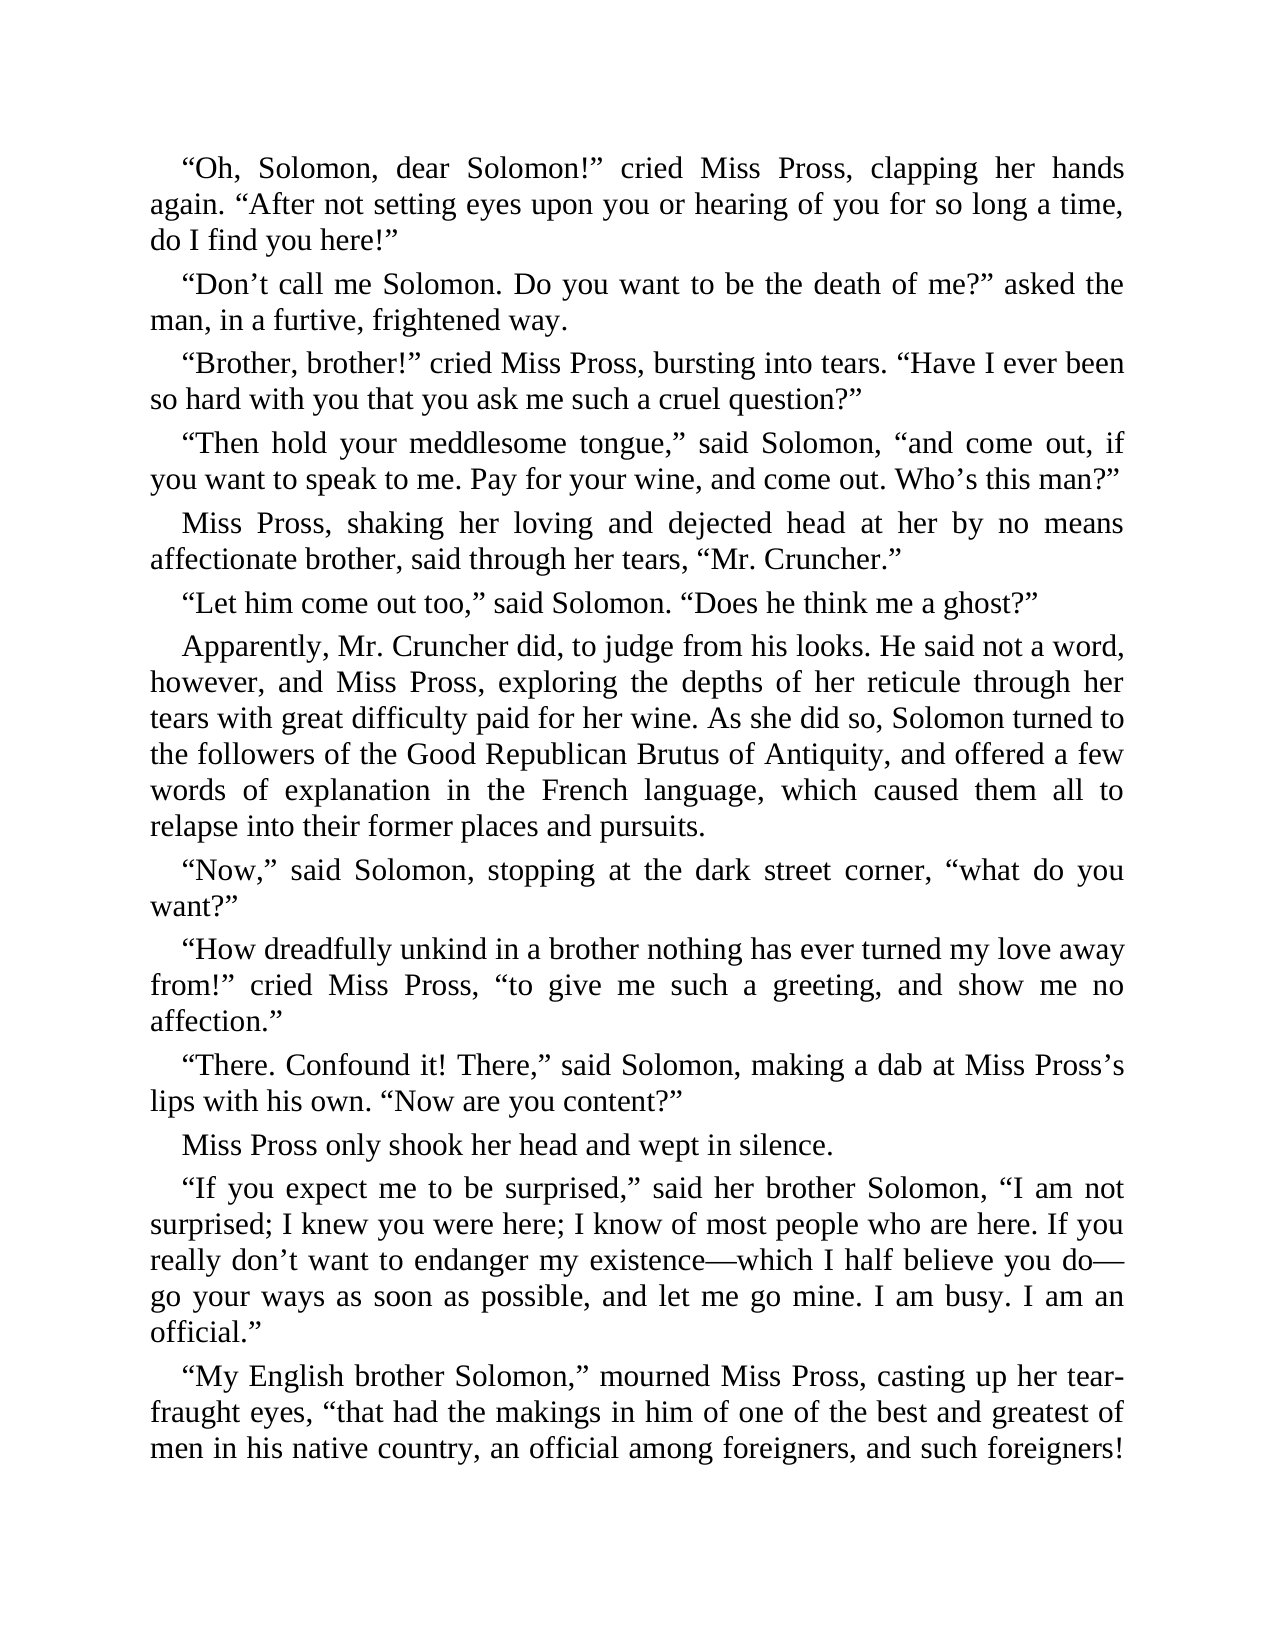 “Oh, Solomon, dear Solomon!” cried Miss Pross, clapping her hands
again. “After not setting eyes upon you or hearing of you for so long a time,
do I find you here!”
“Don’t call me Solomon. Do you want to be the death of me?” asked the
man, in a furtive, frightened way.
“Brother, brother!” cried Miss Pross, bursting into tears. “Have I ever been
so hard with you that you ask me such a cruel question?”
“Then hold your meddlesome tongue,” said Solomon, “and come out, if
you want to speak to me. Pay for your wine, and come out. Who’s this man?”
Miss Pross, shaking her loving and dejected head at her by no means
affectionate brother, said through her tears, “Mr. Cruncher.”
“Let him come out too,” said Solomon. “Does he think me a ghost?”
Apparently, Mr. Cruncher did, to judge from his looks. He said not a word,
however, and Miss Pross, exploring the depths of her reticule through her
tears with great difficulty paid for her wine. As she did so, Solomon turned to
the followers of the Good Republican Brutus of Antiquity, and offered a few
words of explanation in the French language, which caused them all to
relapse into their former places and pursuits.
“Now,” said Solomon, stopping at the dark street corner, “what do you
want?”
“How dreadfully unkind in a brother nothing has ever turned my love away
from!” cried Miss Pross, “to give me such a greeting, and show me no
affection.”
“There. Confound it! There,” said Solomon, making a dab at Miss Pross’s
lips with his own. “Now are you content?”
Miss Pross only shook her head and wept in silence.
“If you expect me to be surprised,” said her brother Solomon, “I am not
surprised; I knew you were here; I know of most people who are here. If you
really don’t want to endanger my existence—which I half believe you do—
go your ways as soon as possible, and let me go mine. I am busy. I am an
official.”
“My English brother Solomon,” mourned Miss Pross, casting up her tear-
fraught eyes, “that had the makings in him of one of the best and greatest of
men in his native country, an official among foreigners, and such foreigners!